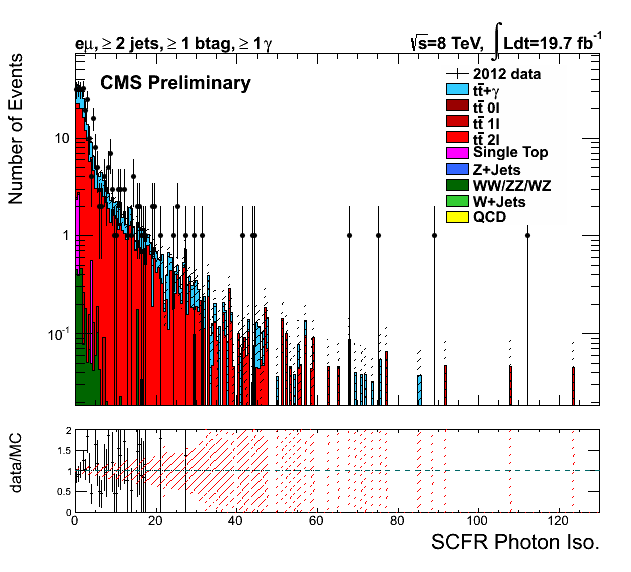 eμ, ≥ 2 jets, ≥ 1 btag, ≥ 1 γ
√s=8 TeV, ∫ Ldt=19.7 fb⁻¹
CMS Preliminary
2012 data
tt̄+γ
tt̄ 0l
tt̄ 1l
tt̄ 2l
Single Top
Z+Jets
WW/ZZ/WZ
W+Jets
QCD
Number of Events
10
1
10⁻¹
data/MC
2
1.5
1
0.5
0
0 20 40 60 80 100 120
SCFR Photon Iso.